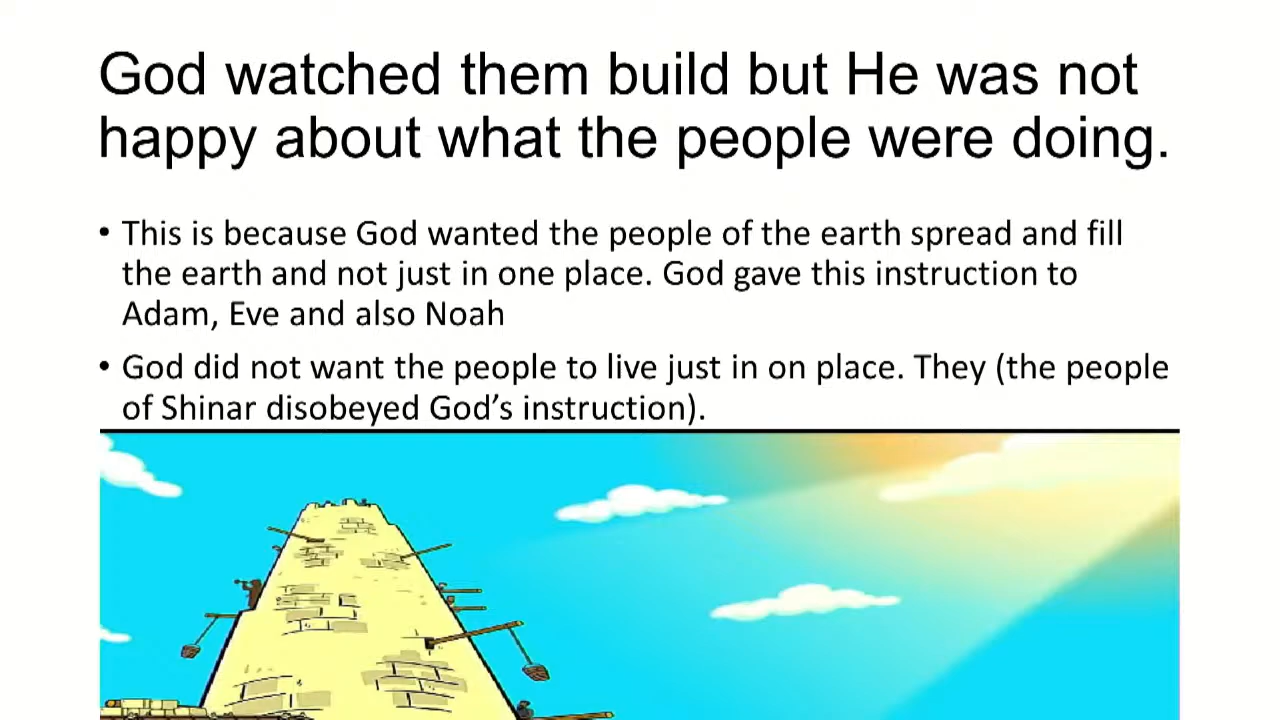 God watched them build but He was not
happy about what the people were doing.
• This is because God wanted the people of the earth spread and fill
the earth and not just in one place. God gave this instruction to
Adam, Eve and also Noah
• God did not want the people to live just in on place. They (the people
of Shinar disobeyed God’s instruction).